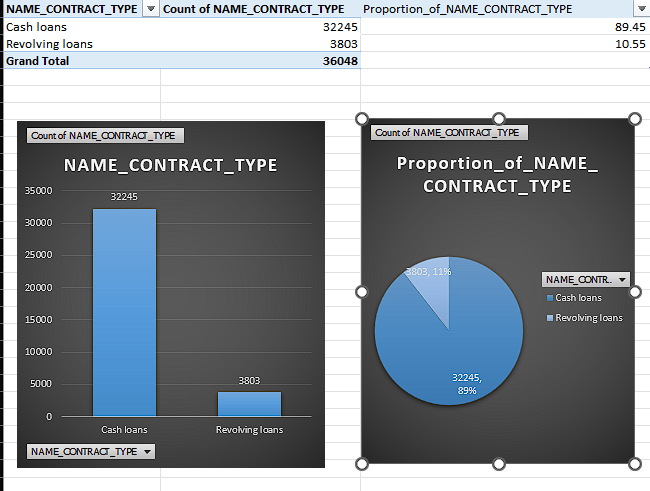 NAME_CONTRACT_TYPE Count of NAME_CONTRACT_TYPE Proportion_of_NAME_CONTRACT_TYPE
Cash loans 32245 89.45
Revolving loans 3803 10.55
Grand Total 36048
Count of NAME_CONTRACT_TYPE
NAME_CONTRACT_TYPE
35000
30000
25000
20000
15000
10000
5000
0
32245
3803
Cash loans Revolving loans
NAME_CONTRACT_TYPE
Count of NAME_CONTRACT_TYPE
Proportion_of_NAME_
CONTRACT_TYPE
3803, 11%
32245,
89%
NAME_CONTR..
Cash loans
Revolving loans